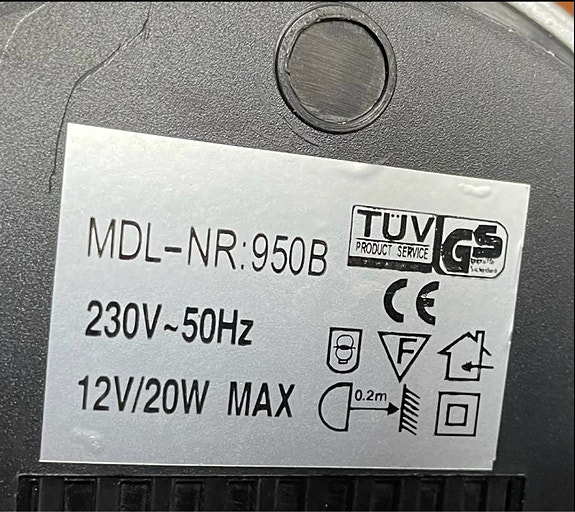 MDL-NR:950B
TÜV
PRODUCT SERVICE
GS
CE
230V~50Hz
F
12V/20W MAX
0.2m